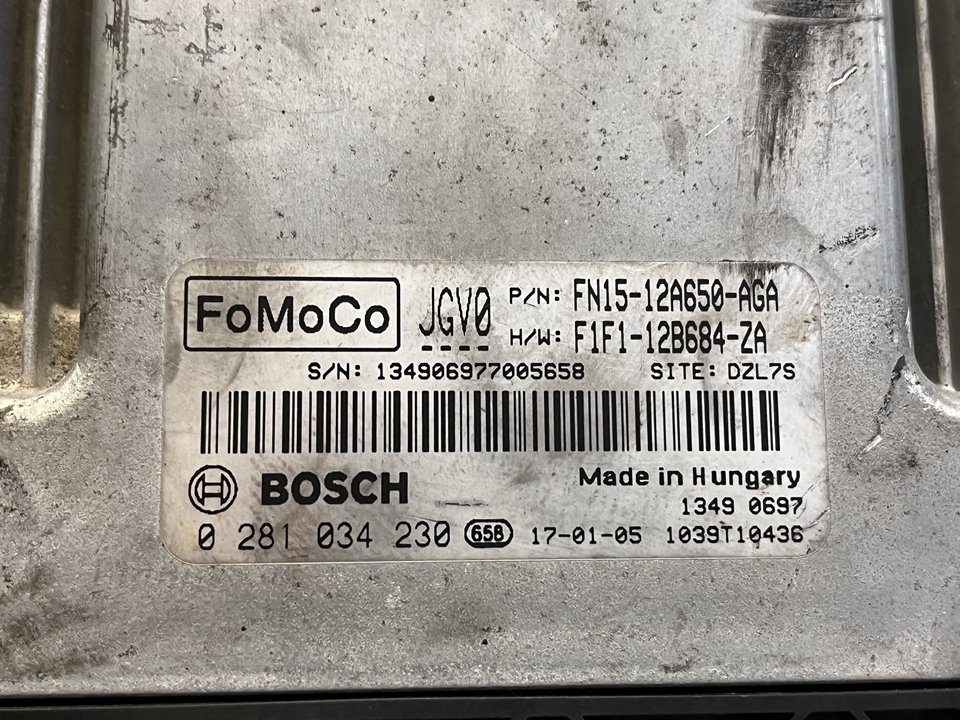 FoMoCo JGV0 P/N: FN15-12A650-AGA
H/W: F1F1-12B684-ZA
S/N: 134906977005658 SITE: DZL7S
BOSCH Made in Hungary
1349 0697
0 281 034 230 658 17-01-05 1039T10436